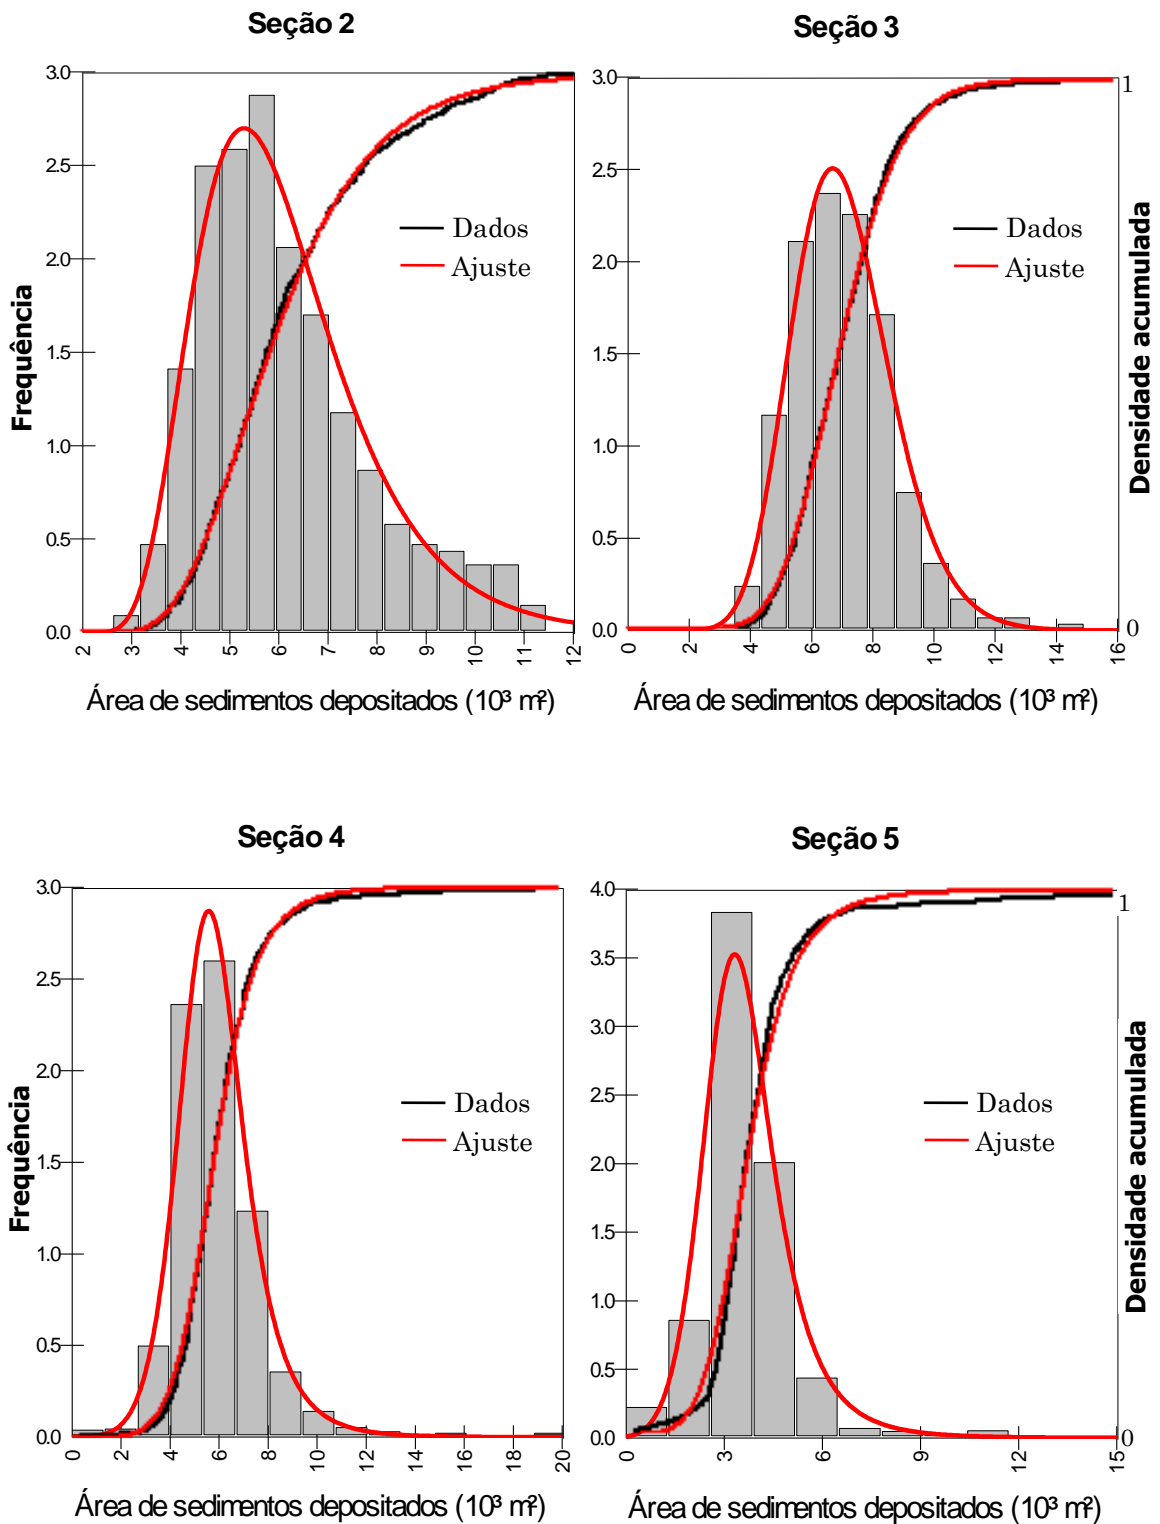 Seção 2
3.0
2.5
2.0
1.5
1.0
0.5
0.0
Frequência
Dados
Ajuste
2 3 4 5 6 7 8 9 10 11 12
Área de sedimentos depositados (10³ m²)
Seção 3
3.0
2.5
2.0
1.5
1.0
0.5
0.0
Dados
Ajuste
1
0
Densidade acumulada
0 2 4 6 8 10 12 14 16
Área de sedimentos depositados (10³ m²)
Seção 4
3.0
2.5
2.0
1.5
1.0
0.5
0.0
Frequência
Dados
Ajuste
0 2 4 6 8 10 12 14 16 18 20
Área de sedimentos depositados (10³ m²)
Seção 5
4.0
3.5
3.0
2.5
2.0
1.5
1.0
0.5
0.0
Dados
Ajuste
1
0
Densidade acumulada
0 3 6 9 12 15
Área de sedimentos depositados (10³ m²)